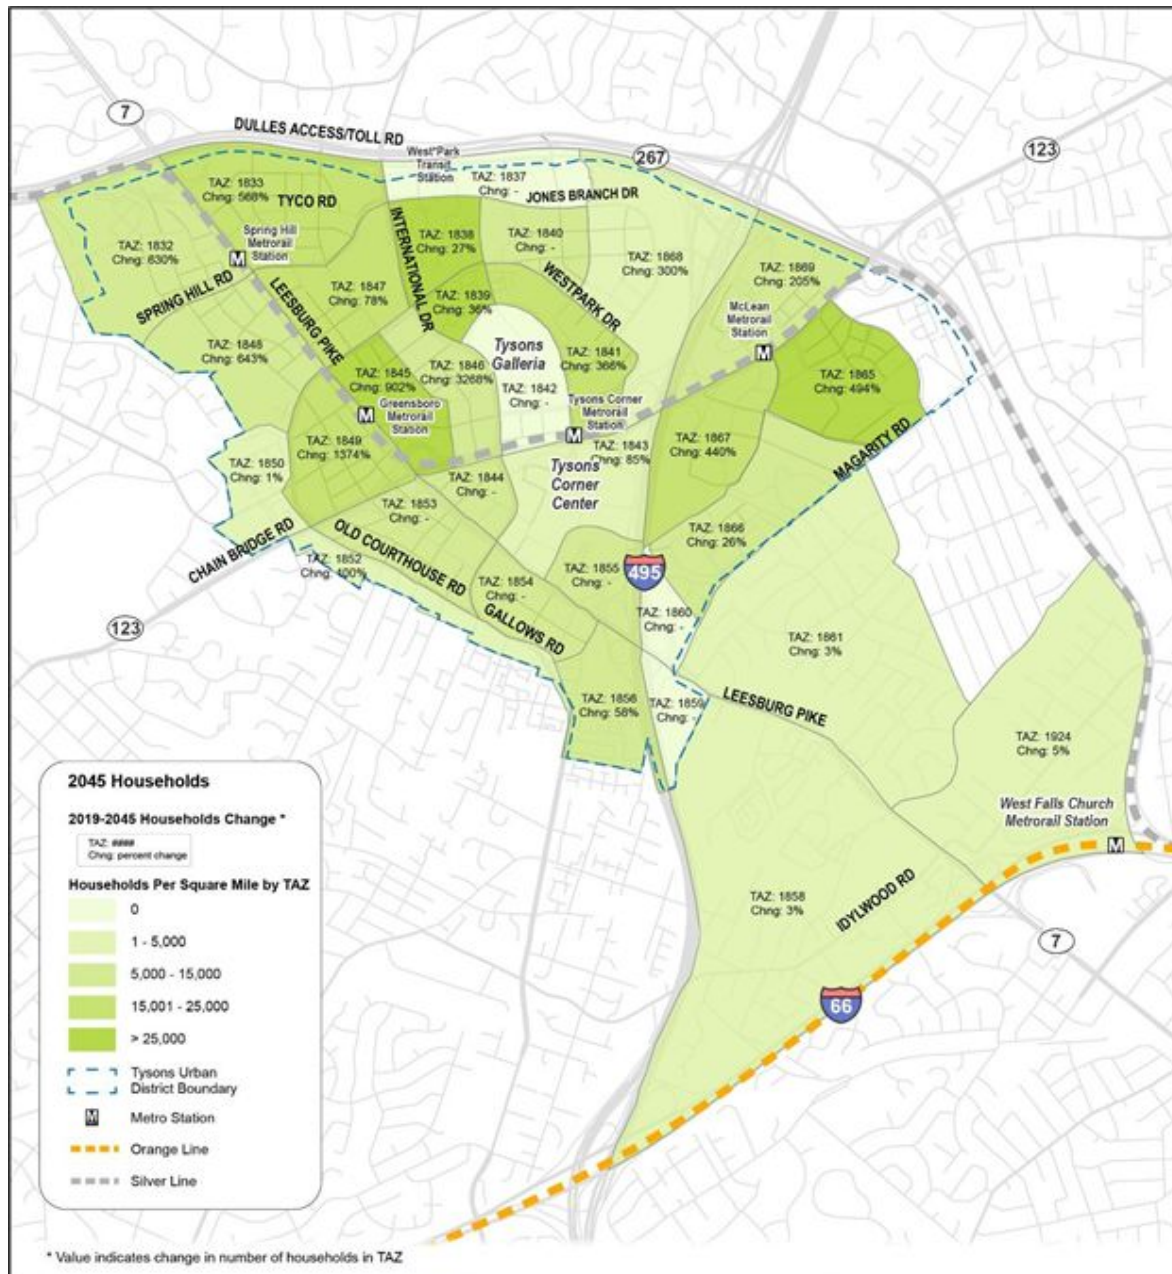 7
DULLES ACCESS/TOLL RD
267
123
West*Park
Transit
Station
TAZ: 1837
Chng: -
JONES BRANCH DR
TAZ: 1833
Chng: 568%
TYCO RD
INTERNATIONAL DR
TAZ: 1838
Chng: 27%
TAZ: 1840
Chng: -
TAZ: 1832
Chng: 630%
Spring Hill
Metrorail
Station
M
TAZ: 1868
Chng: 300%
TAZ: 1869
Chng: 205%
SPRING HILL RD
LEESBURG PIKE
TAZ: 1847
Chng: 78%
TAZ: 1839
Chng: 36%
WESTPARK DR
McLean
Metrorail
Station
M
TAZ: 1848
Chng: 643%
TAZ: 1845
Chng: 902%
TAZ: 1846
Chng: 3268%
Tysons
Galleria
TAZ: 1842
Chng: -
TAZ: 1841
Chng: 366%
TAZ: 1865
Chng: 494%
Greensboro
Metrorail
Station
M
Tysons Corner
Metrorail
Station
M
TAZ: 1843
Chng: 85%
TAZ: 1867
Chng: 440%
MAGARITY RD
TAZ: 1849
Chng: 1374%
TAZ: 1850
Chng: 1%
TAZ: 1844
Chng: -
Tysons
Corner
Center
TAZ: 1853
Chng: -
TAZ: 1866
Chng: 26%
CHAIN BRIDGE RD
OLD COURTHOUSE RD
TAZ: 1852
Chng: 400%
TAZ: 1854
Chng: -
TAZ: 1855
Chng: -
495
GALLOWS RD
TAZ: 1860
Chng: -
123
TAZ: 1861
Chng: 3%
TAZ: 1856
Chng: 58%
TAZ: 1859
Chng: -
LEESBURG PIKE
TAZ: 1924
Chng: 5%
West Falls Church
Metrorail Station
M
TAZ: 1858
Chng: 3%
IDYLWOOD RD
7
66
2045 Households
2019-2045 Households Change *
TAZ: ####
Chng: percent change
Households Per Square Mile by TAZ
0
1 - 5,000
5,000 - 15,000
15,001 - 25,000
> 25,000
Tysons Urban
District Boundary
M Metro Station
Orange Line
Silver Line
* Value indicates change in number of households in TAZ